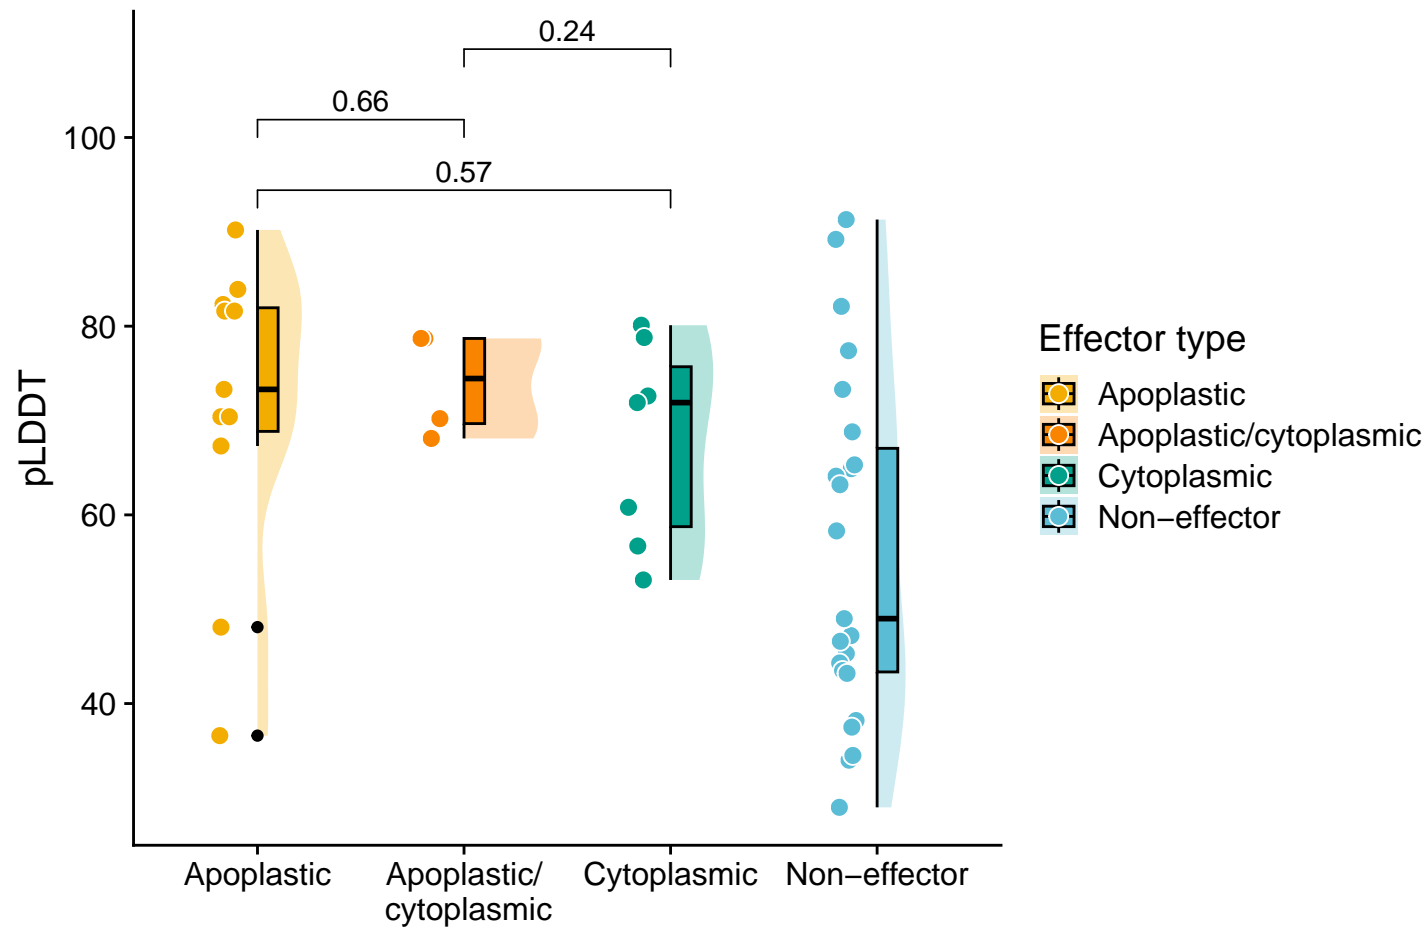 0.24
0.66
0.57
100
80
60
40
pLDDT
Apoplastic
Apoplastic/
cytoplasmic
Cytoplasmic
Non−effector
Effector type
Apoplastic
Apoplastic/cytoplasmic
Cytoplasmic
Non−effector